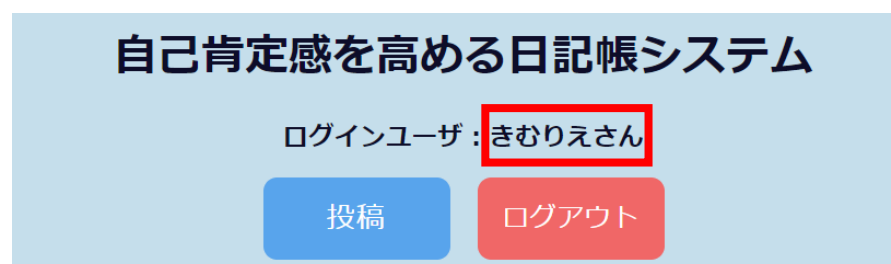 自己肯定感を高める日記帳システム
ログインユーザ：きむりえさん
投稿 ログアウト